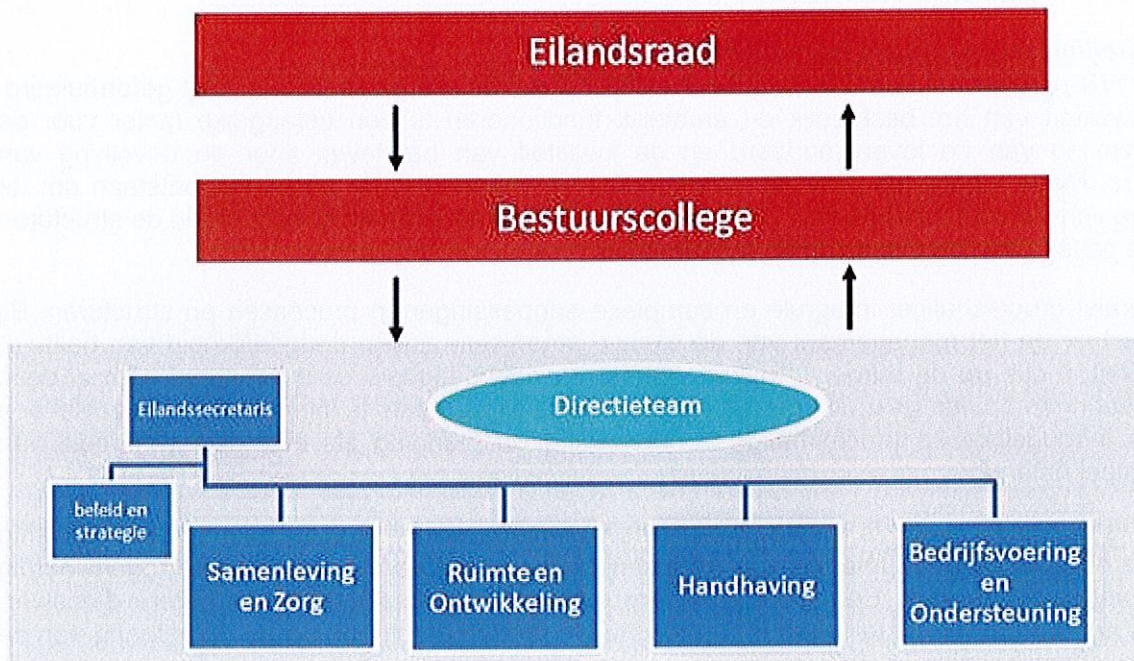 Eilandsraad
Bestuurscollege
Eilandssecretaris
Directieteam
beleid en
strategie
Samenleving
en Zorg
Ruimte en
Ontwikkeling
Handhaving
Bedrijfsvoering
en
Ondersteuning